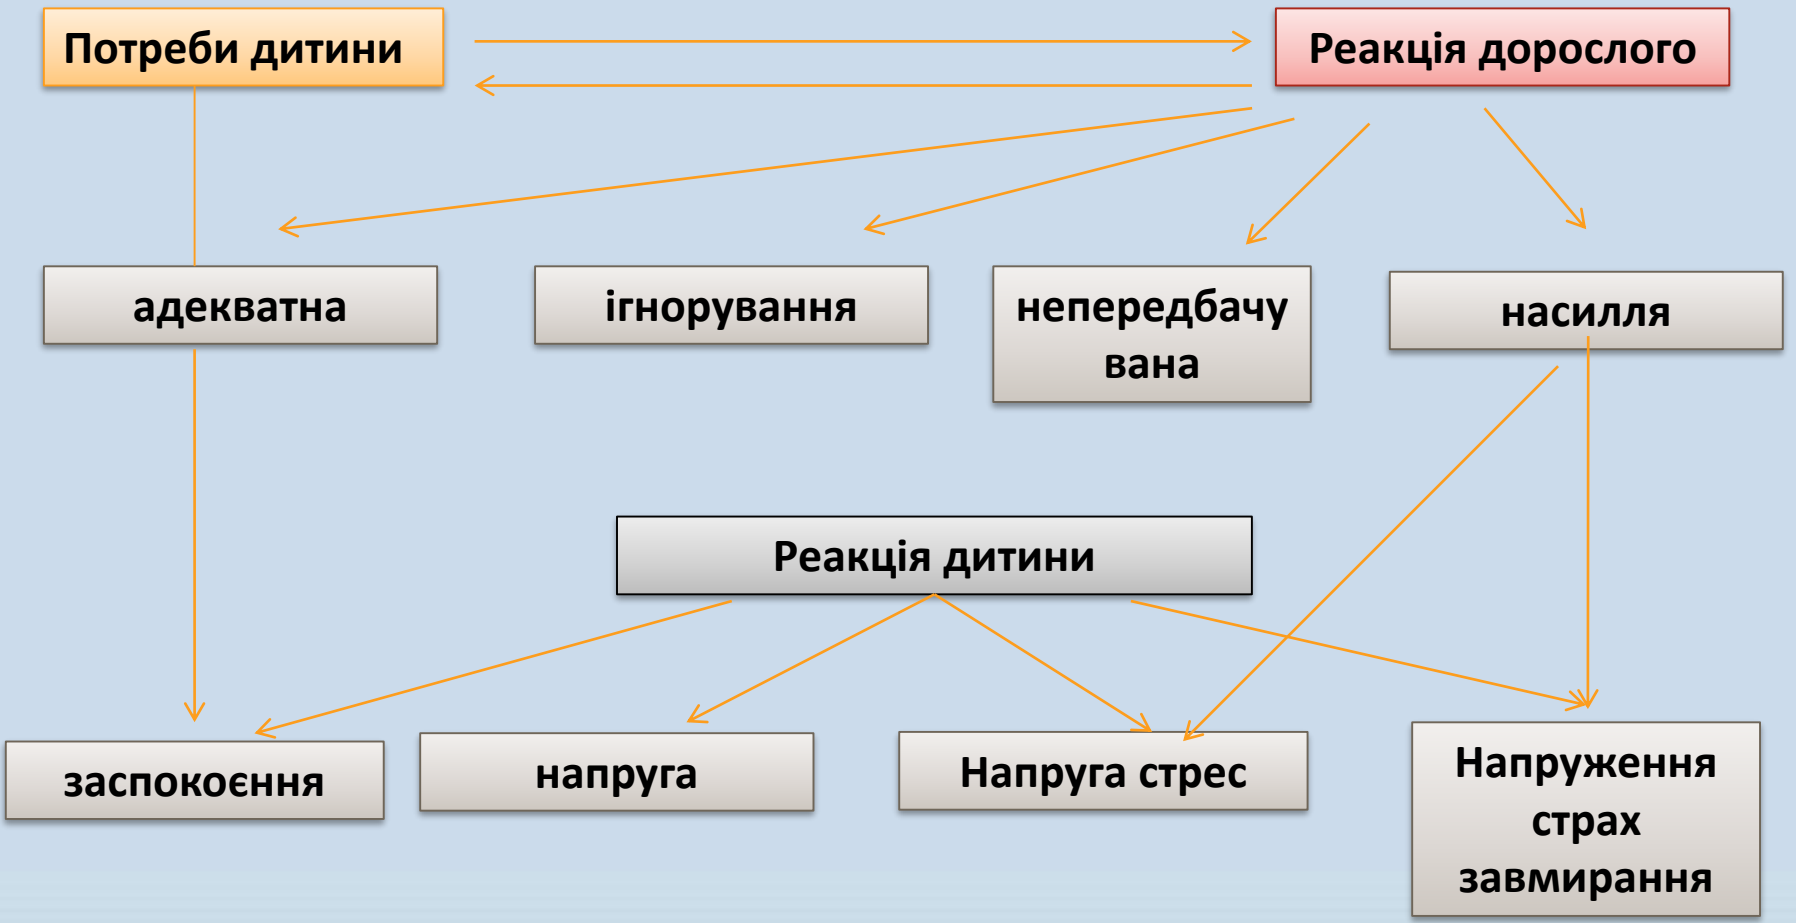 Потреби дитини
Реакція дорослого
адекватна
ігнорування
непередбачу
вана
насилля
Реакція дитини
заспокоєння
напруга
Напруга стрес
Напруження
страх
завмирання